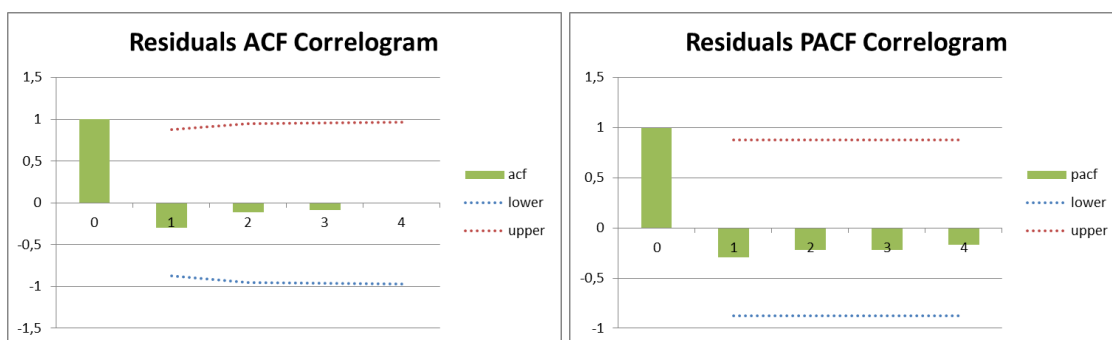 Residuals ACF Correlogram
1,5
1
0,5
0
-0,5
-1
-1,5
0 1 2 3 4
acf
lower
upper
Residuals PACF Correlogram
1,5
1
0,5
0
-0,5
-1
0 1 2 3 4
pacf
lower
upper